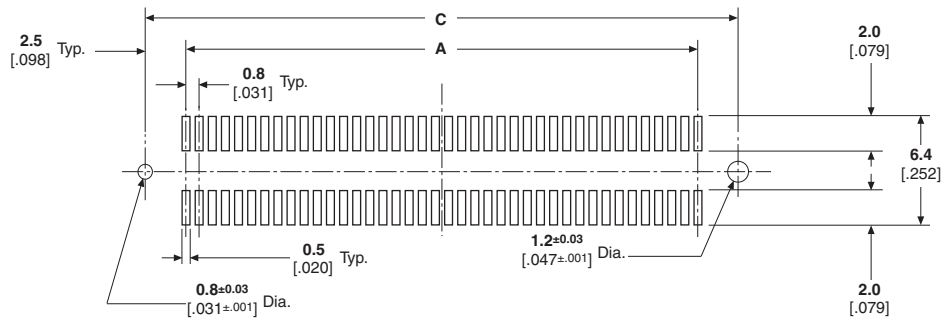 C
2.5 Typ.
[.098]
A
2.0
[.079]
0.8 Typ.
[.031]
6.4
[.252]
0.5 Typ.
[.020]
1.2±0.03 Dia.
[.047±.001]
0.8±0.03 Dia.
[.031±.001]
2.0
[.079]